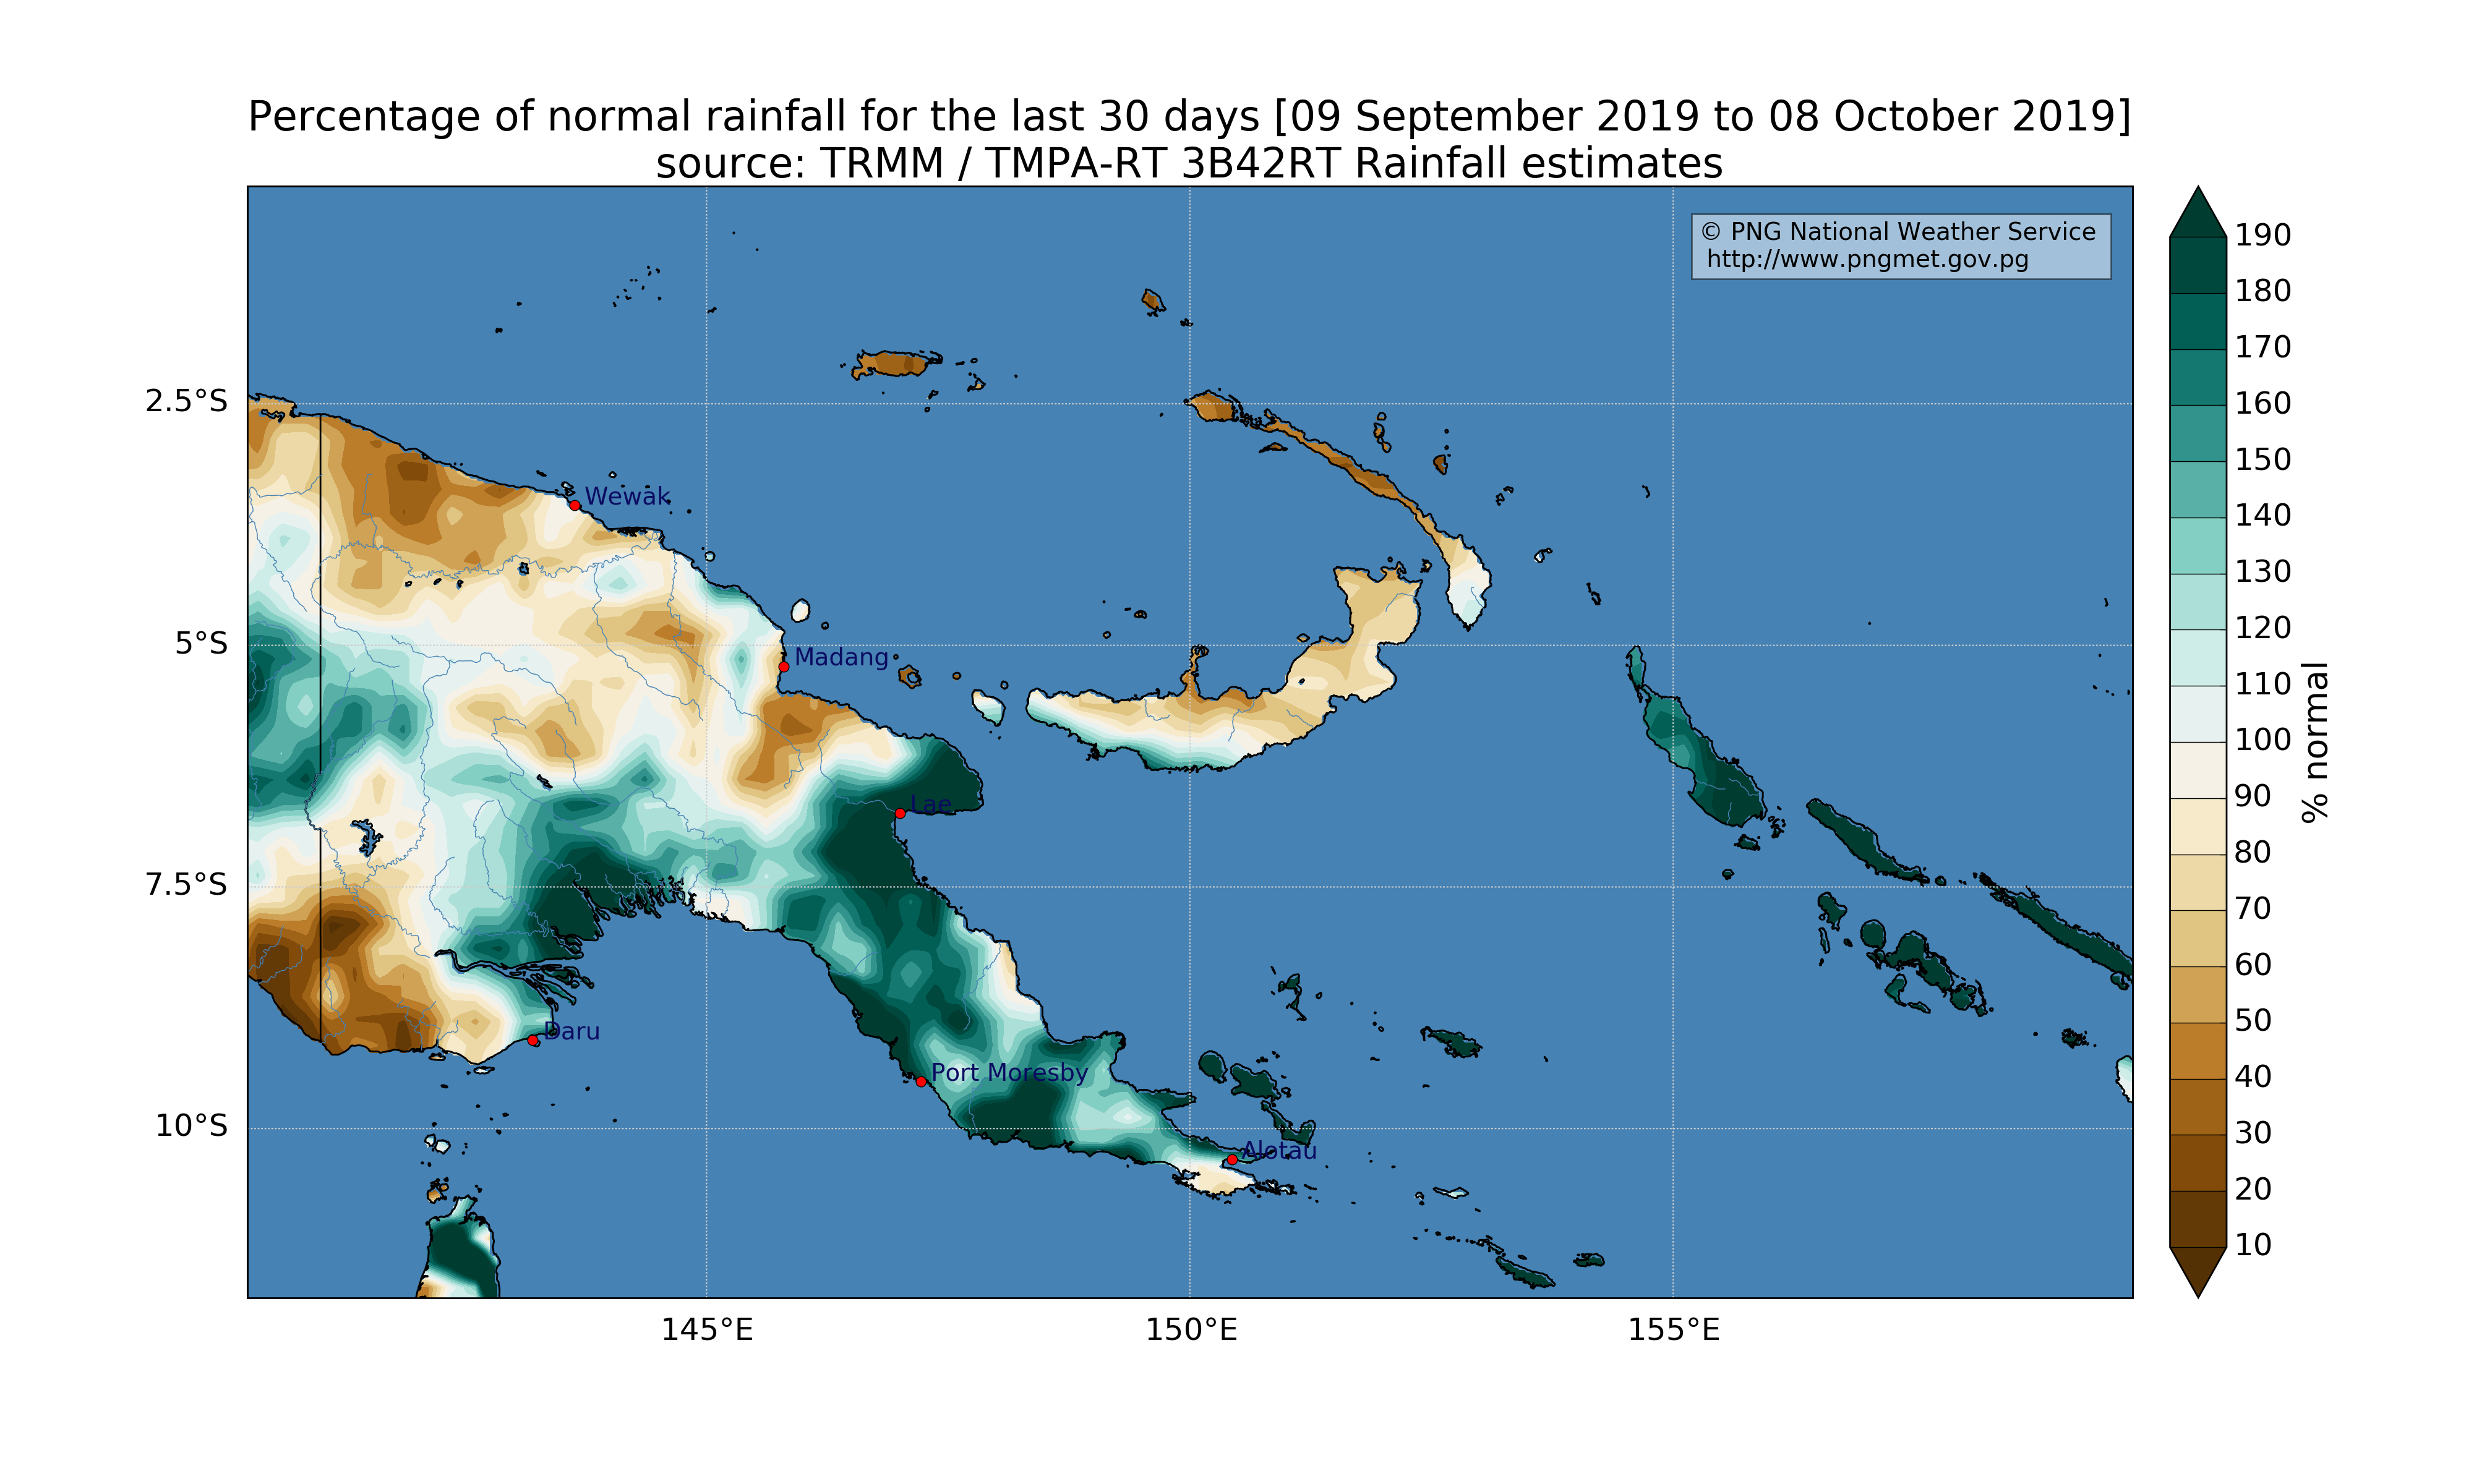 Percentage of normal rainfall for the last 30 days [09 September 2019 to 08 October 2019]
source: TRMM / TMPA-RT 3B42RT Rainfall estimates
© PNG National Weather Service
http://www.pngmet.gov.pg
2.5°S
5°S
7.5°S
10°S
Wewak
Madang
Lae
Daru
Port Moresby
Alotau
145°E
150°E
155°E
190
180
170
160
150
140
130
120
110
100
90
80
70
60
50
40
30
20
10
% normal